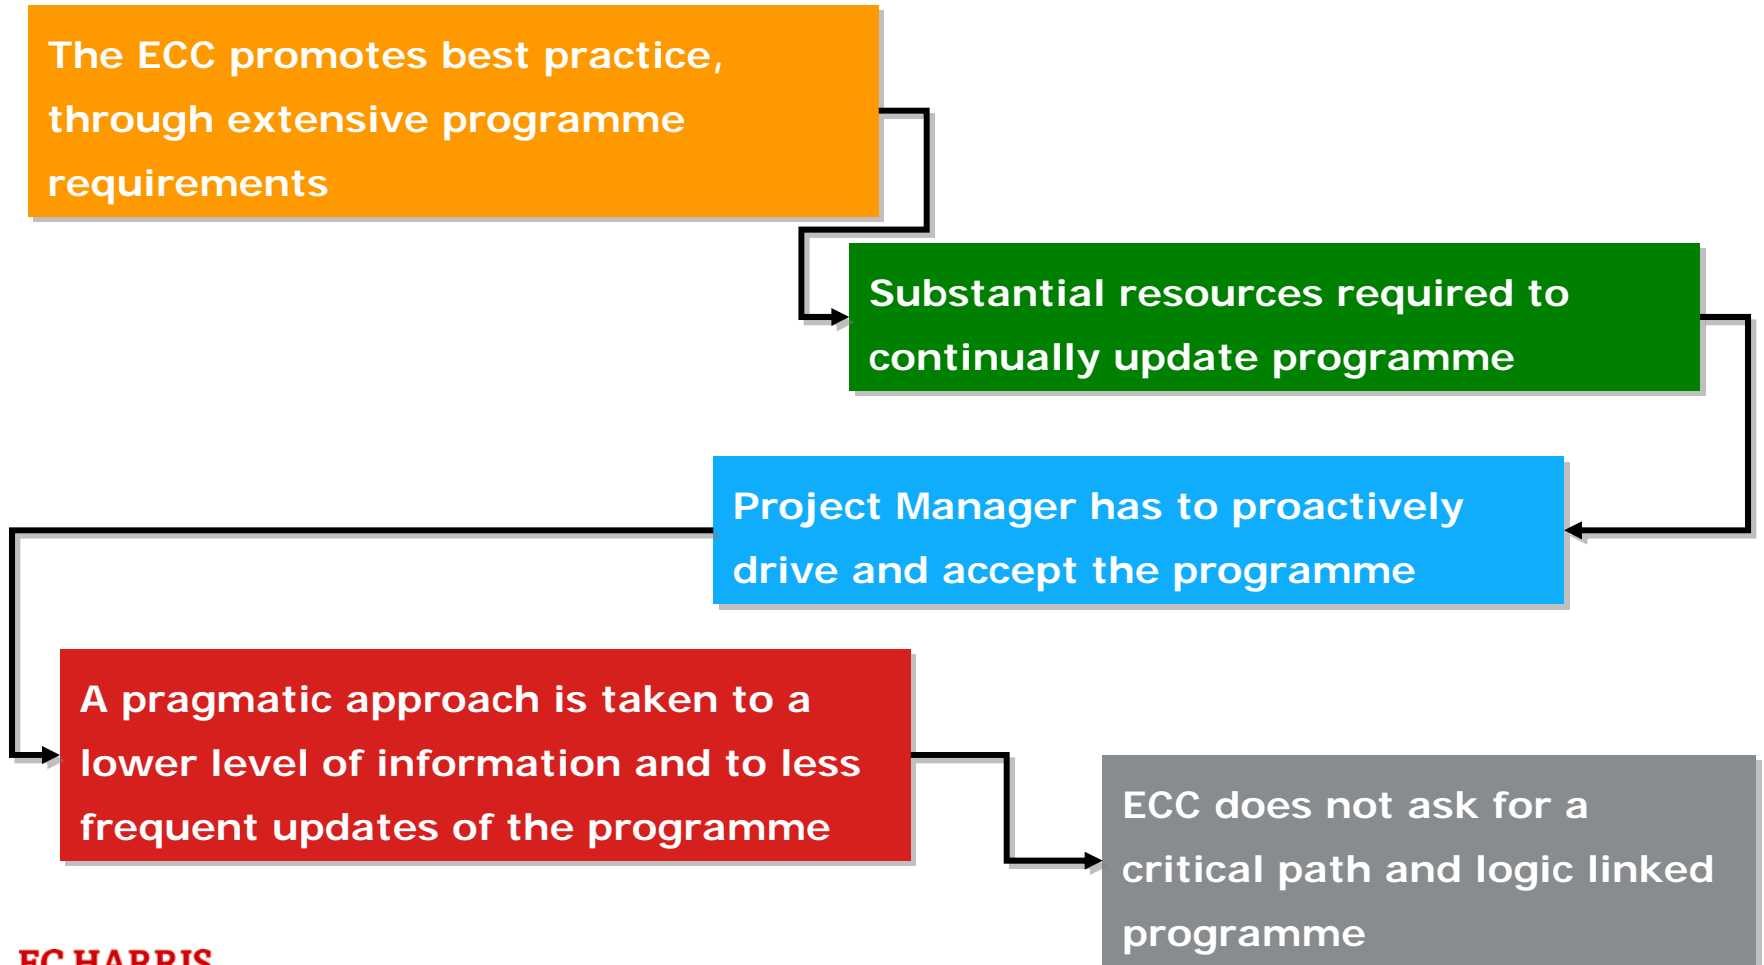 The ECC promotes best practice,
through extensive programme
requirements
Substantial resources required to
continually update programme
Project Manager has to proactively
drive and accept the programme
A pragmatic approach is taken to a
lower level of information and to less
frequent updates of the programme
ECC does not ask for a
critical path and logic linked
programme
EC HARRIS